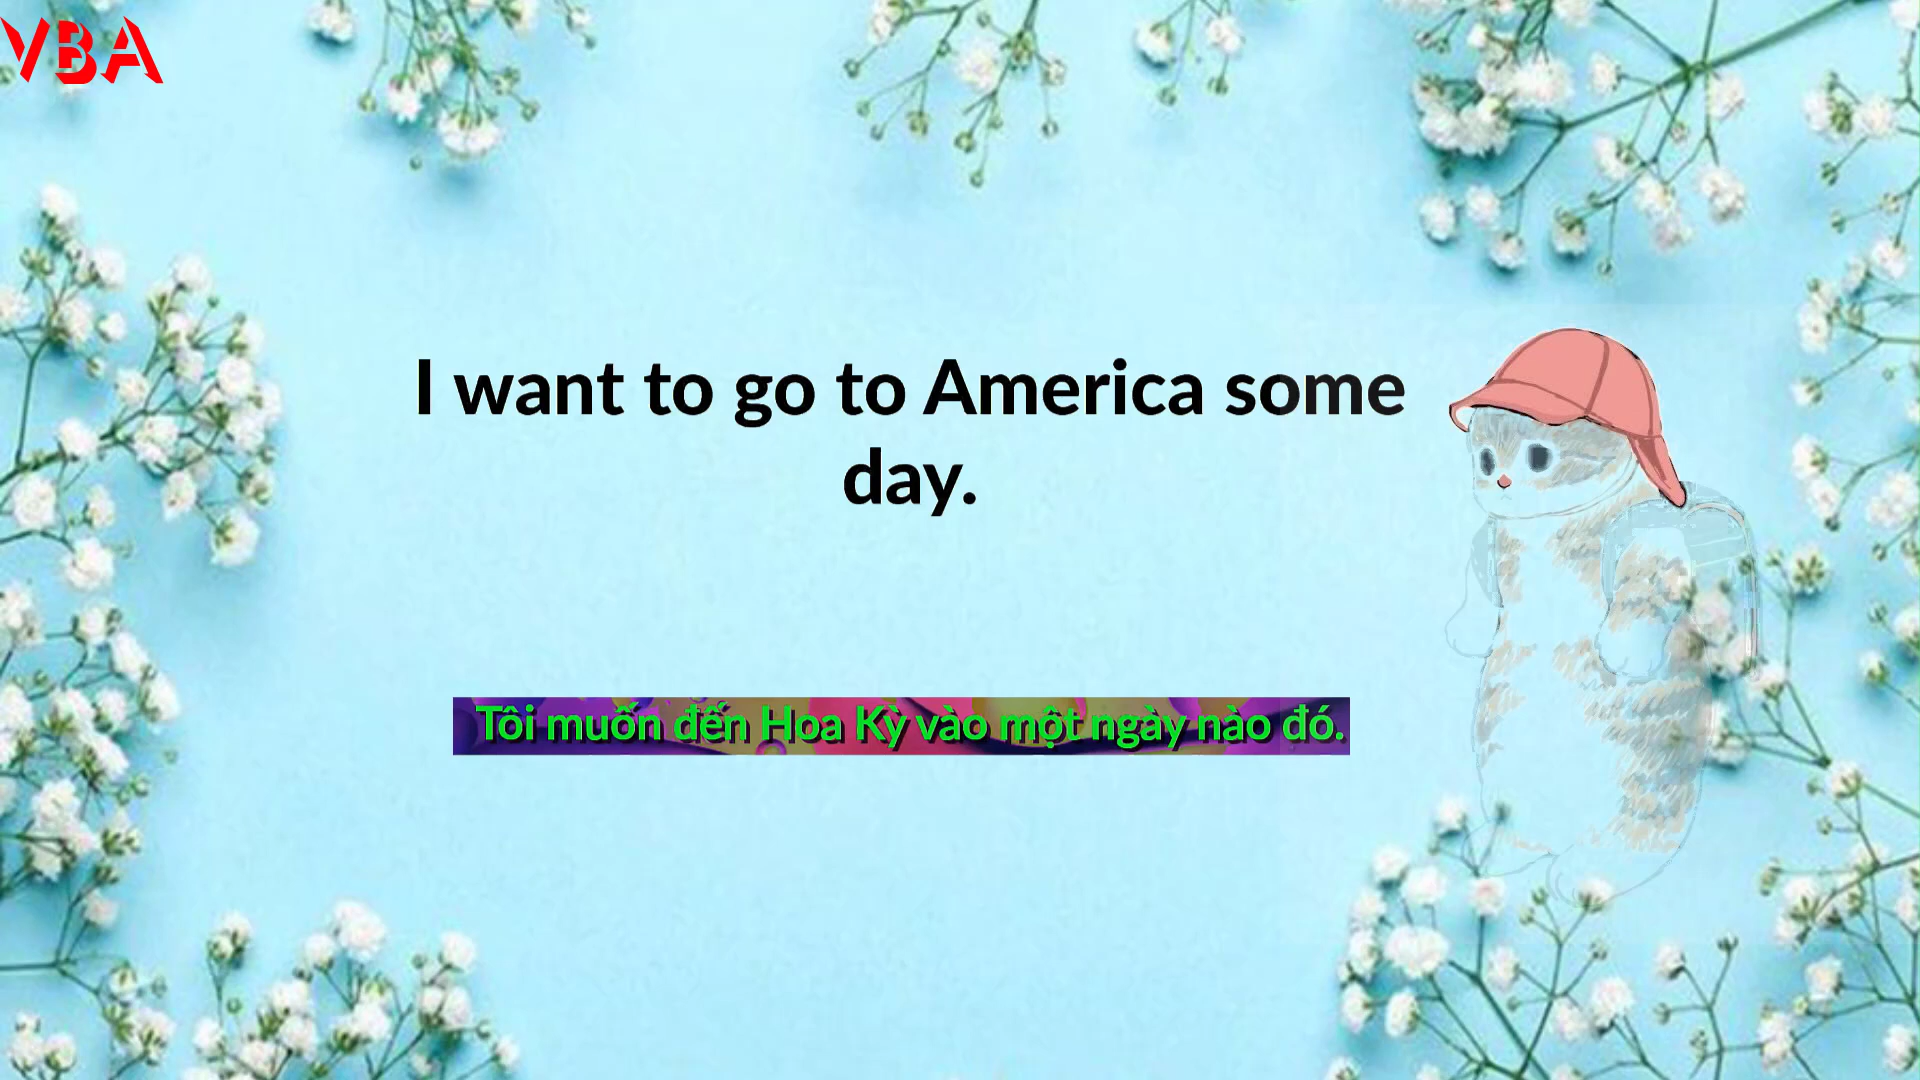 VBA
I want to go to America some
day.
Tôi muốn đến Hoa Kỳ vào một ngày nào đó.